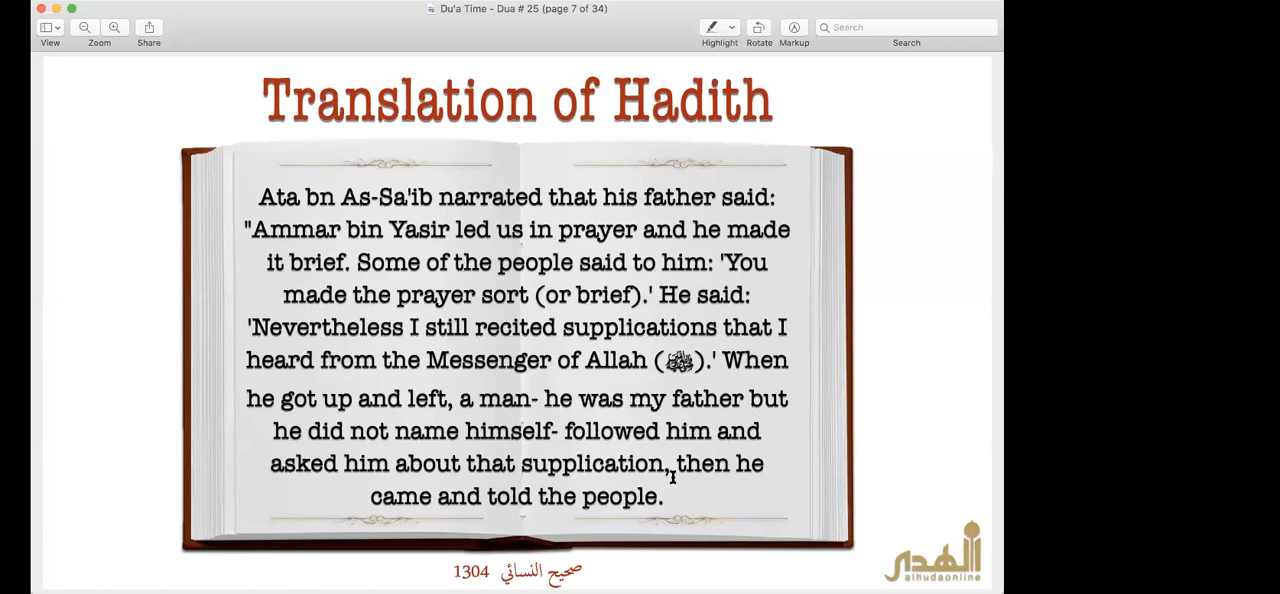 Du'a Time - Dua # 25 (page 7 of 34)
View Zoom Share Highlight Rotate Markup Search
Search
Translation of Hadith
Ata bn As-Sa'ib narrated that his father said:
"Ammar bin Yasir led us in prayer and he made
it brief. Some of the people said to him: 'You
made the prayer sort (or brief).' He said:
'Nevertheless I still recited supplications that I
heard from the Messenger of Allah (ﷺ).' When
he got up and left, a man- he was my father but
he did not name himself- followed him and
asked him about that supplication, then he
came and told the people.
صحيح النسائي 1304
الهدى
alhudaonline